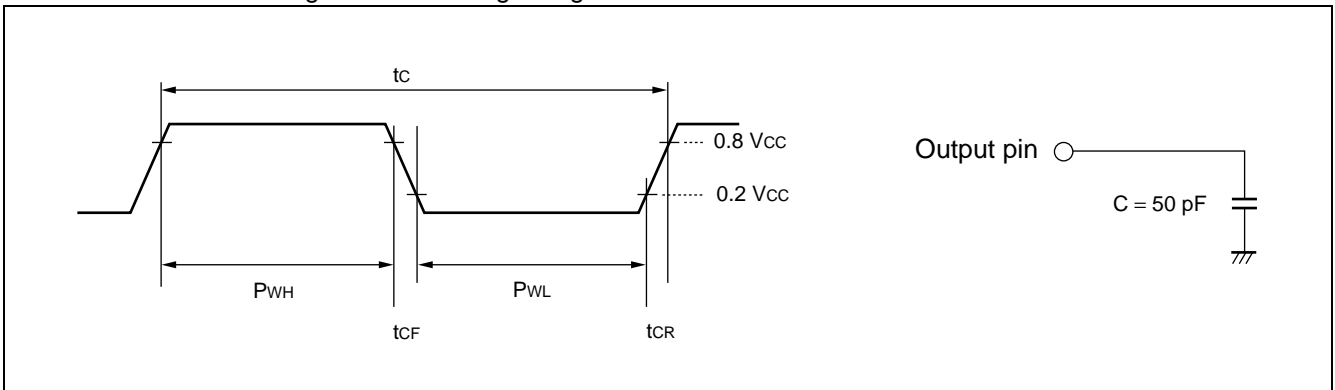 tC
0.8 VCC
0.2 VCC
PWH
PWL
tCF
tCR
Output pin
C = 50 pF